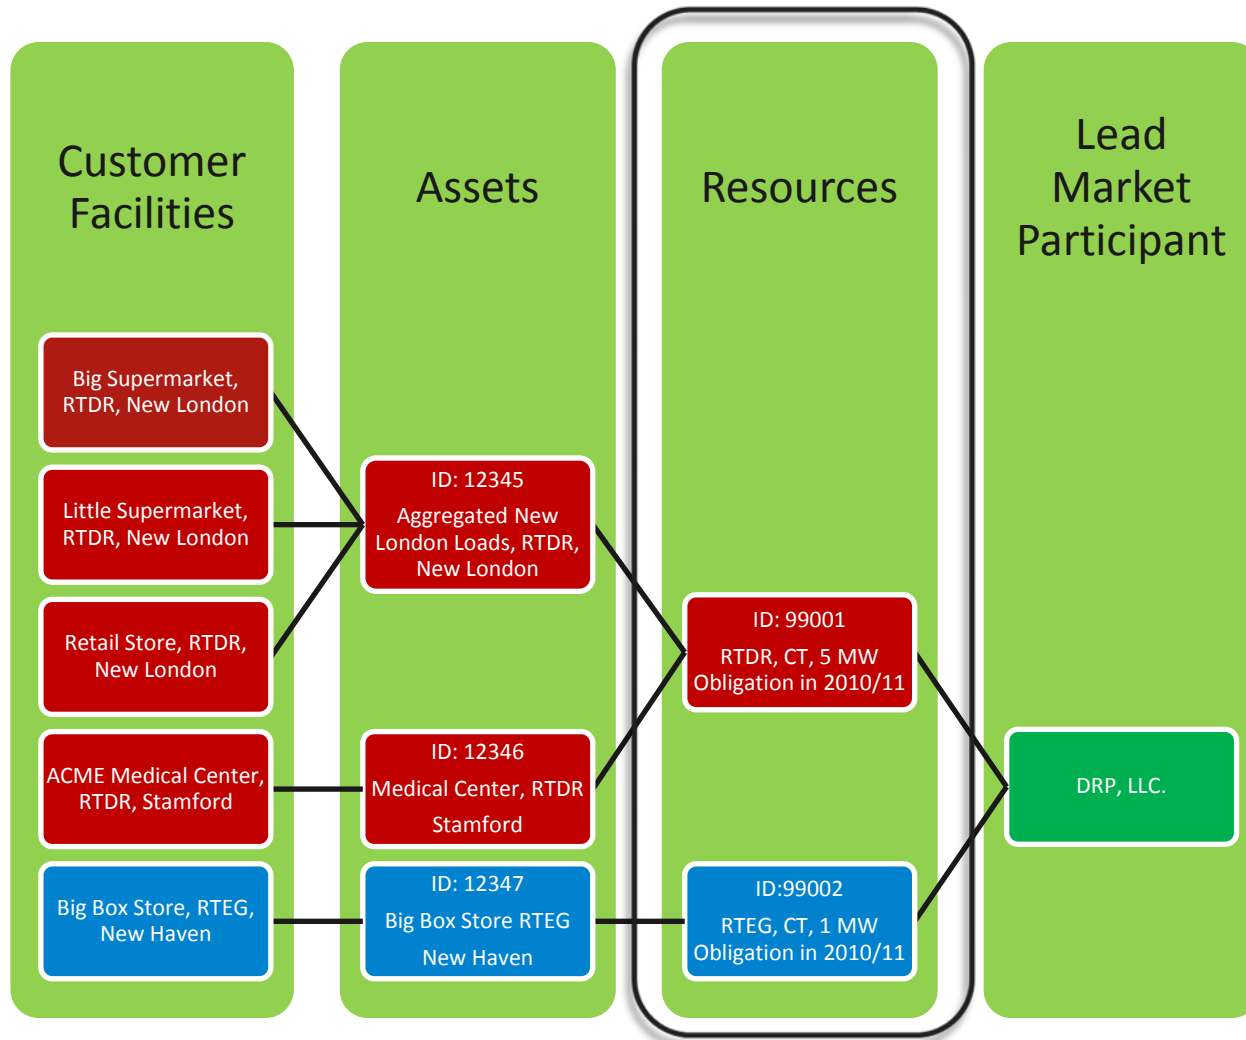 Customer
Facilities
Assets
Resources
Lead
Market
Participant
Big Supermarket,
RTDR, New London
Little Supermarket,
RTDR, New London
Retail Store, RTDR,
New London
ACME Medical Center,
RTDR, Stamford
Big Box Store, RTEG,
New Haven
ID: 12345
Aggregated New
London Loads, RTDR,
New London
ID: 12346
Medical Center, RTDR
Stamford
ID: 12347
Big Box Store RTEG
New Haven
ID: 99001
RTDR, CT, 5 MW
Obligation in 2010/11
ID:99002
RTEG, CT, 1 MW
Obligation in 2010/11
DRP, LLC.